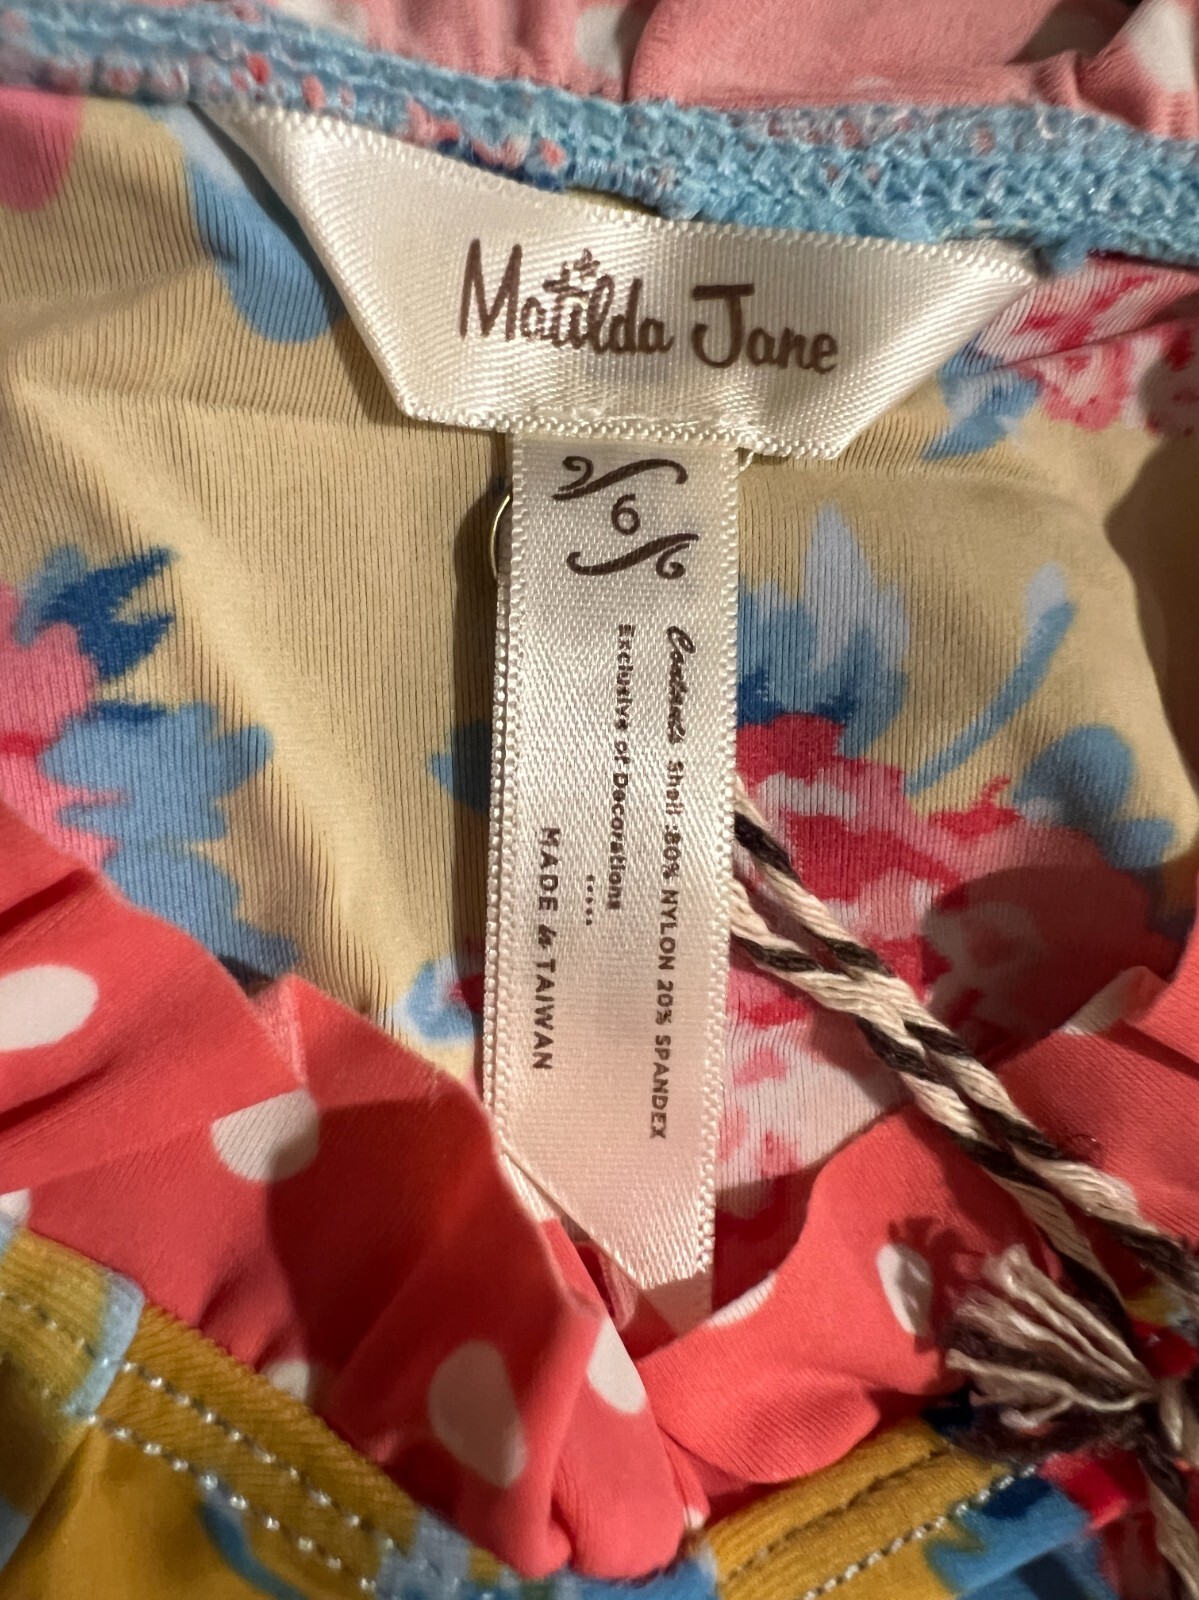 Matilda Jane
6
Contents Shell :80% NYLON 20% SPANDEX
Exclusive of Decorations
.....
MADE in TAIWAN